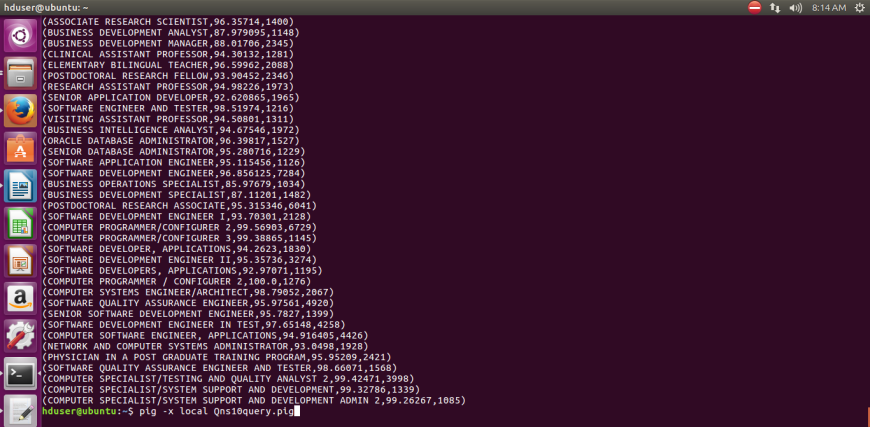 hduser@ubuntu: ~
8:14 AM
(ASSOCIATE RESEARCH SCIENTIST,96.35714,1400)
(BUSINESS DEVELOPMENT ANALYST,87.979095,1148)
(BUSINESS DEVELOPMENT MANAGER,88.01706,2345)
(CLINICAL ASSISTANT PROFESSOR,94.30132,1281)
(ELEMENTARY BILINGUAL TEACHER,96.59962,2088)
(POSTDOCTORAL RESEARCH FELLOW,93.90452,2346)
(RESEARCH ASSISTANT PROFESSOR,94.98226,1973)
(SENIOR APPLICATION DEVELOPER,92.620865,1965)
(SOFTWARE ENGINEER AND TESTER,98.51974,1216)
(VISITING ASSISTANT PROFESSOR,94.50801,1311)
(BUSINESS INTELLIGENCE ANALYST,94.67546,1972)
(ORACLE DATABASE ADMINISTRATOR,96.39817,1527)
(SENIOR DATABASE ADMINISTRATOR,95.280716,1229)
(SOFTWARE APPLICATION ENGINEER,95.115456,1126)
(SOFTWARE DEVELOPMENT ENGINEER,96.856125,7284)
(BUSINESS OPERATIONS SPECIALIST,85.97679,1034)
(BUSINESS DEVELOPMENT SPECIALIST,87.11201,1482)
(POSTDOCTORAL RESEARCH ASSOCIATE,95.315346,6041)
(SOFTWARE DEVELOPMENT ENGINEER I,93.70301,2128)
(COMPUTER PROGRAMMER/CONFIGURER 2,99.56903,6729)
(COMPUTER PROGRAMMER/CONFIGURER 3,99.38865,1145)
(SOFTWARE DEVELOPER, APPLICATIONS,94.2623,1830)
(SOFTWARE DEVELOPMENT ENGINEER II,95.35736,3274)
(SOFTWARE DEVELOPERS, APPLICATIONS,92.97071,1195)
(COMPUTER PROGRAMMER / CONFIGURER 2,100.0,1276)
(COMPUTER SYSTEMS ENGINEER/ARCHITECT,98.79052,2067)
(SOFTWARE QUALITY ASSURANCE ENGINEER,95.97561,4920)
(SENIOR SOFTWARE DEVELOPMENT ENGINEER,95.7827,1399)
(SOFTWARE DEVELOPMENT ENGINEER IN TEST,97.65148,4258)
(COMPUTER SOFTWARE ENGINEER, APPLICATIONS,94.916405,4426)
(NETWORK AND COMPUTER SYSTEMS ADMINISTRATOR,93.0498,1928)
(PHYSICIAN IN A POST GRADUATE TRAINING PROGRAM,95.95209,2421)
(SOFTWARE QUALITY ASSURANCE ENGINEER AND TESTER,98.66071,1568)
(COMPUTER SPECIALIST/TESTING AND QUALITY ANALYST 2,99.42471,3998)
(COMPUTER SPECIALIST/SYSTEM SUPPORT AND DEVELOPMENT,99.32786,1339)
(COMPUTER SPECIALIST/SYSTEM SUPPORT AND DEVELOPMENT ADMIN 2,99.26267,1085)
hduser@ubuntu:~$ pig -x local Qns10query.pig